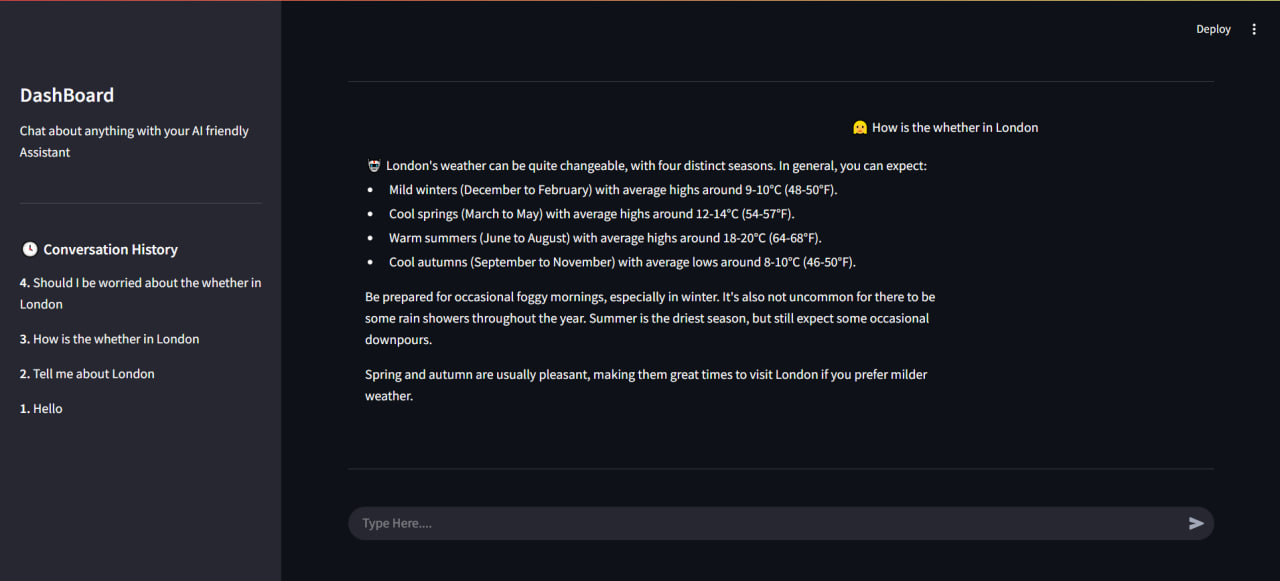 Deploy
DashBoard
Chat about anything with your AI friendly
Assistant
Conversation History
4. Should I be worried about the whether in
London
3. How is the whether in London
2. Tell me about London
1. Hello
How is the whether in London
London's weather can be quite changeable, with four distinct seasons. In general, you can expect:
• Mild winters (December to February) with average highs around 9-10°C (48-50°F).
• Cool springs (March to May) with average highs around 12-14°C (54-57°F).
• Warm summers (June to August) with average highs around 18-20°C (64-68°F).
• Cool autumns (September to November) with average lows around 8-10°C (46-50°F).
Be prepared for occasional foggy mornings, especially in winter. It's also not uncommon for there to be
some rain showers throughout the year. Summer is the driest season, but still expect some occasional
downpours.
Spring and autumn are usually pleasant, making them great times to visit London if you prefer milder
weather.
Type Here....